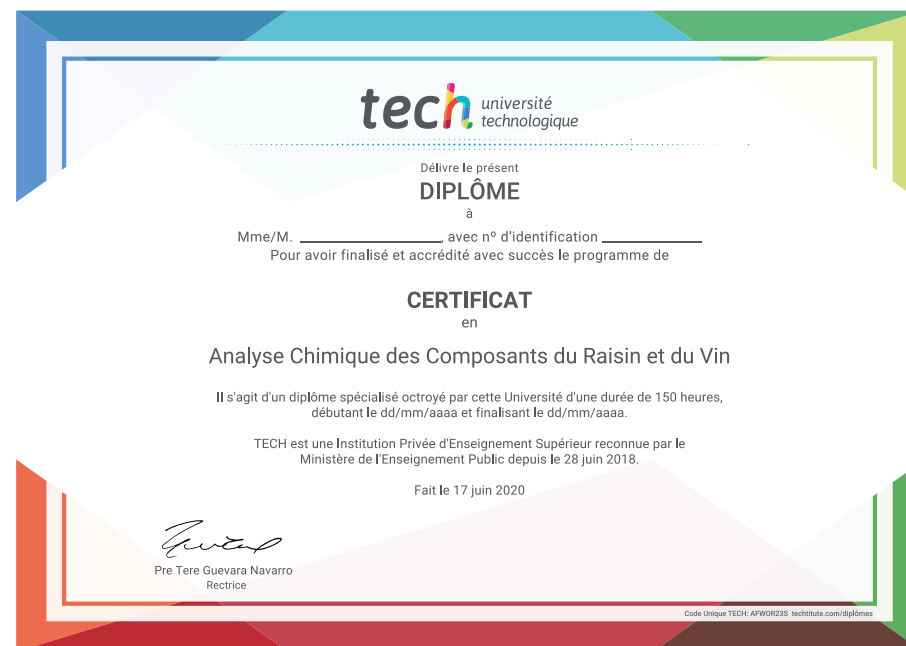 tech université
technologique
Délivre le présent
DIPLÔME
à
Mme/M. ____________________, avec nº d'identification ______________
Pour avoir finalisé et accrédité avec succès le programme de
CERTIFICAT
en
Analyse Chimique des Composants du Raisin et du Vin
Il s'agit d'un diplôme spécialisé octroyé par cette Université d'une durée de 150 heures,
débutant le dd/mm/aaaa et finalisant le dd/mm/aaaa.
TECH est une Institution Privée d'Enseignement Supérieur reconnue par le
Ministère de l'Enseignement Public depuis le 28 juin 2018.
Fait le 17 juin 2020
Pre Tere Guevara Navarro
Rectrice
Code Unique TECH: AFWOR23S techtitute.com/diplômes